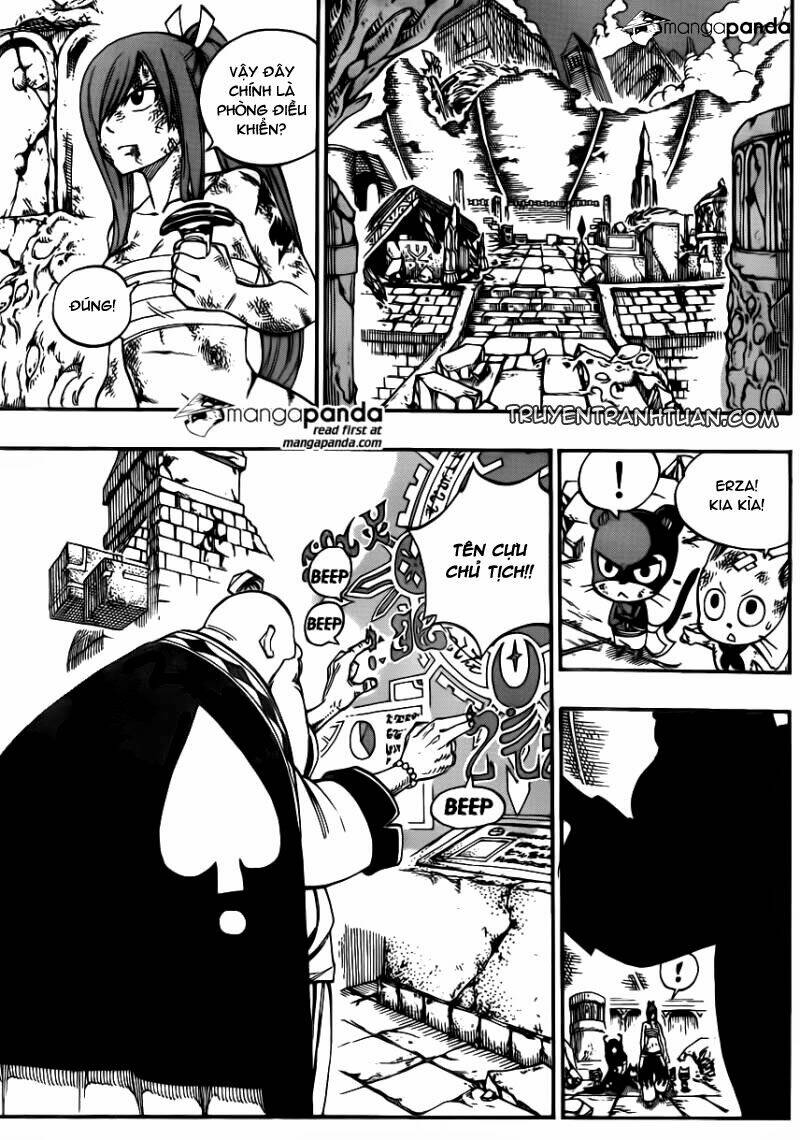 mangapanda
VẬY ĐÂY
CHÍNH LÀ
PHÒNG ĐIỀU
KHIỂN?
ĐÚNG!
mangapanda
read first at
mangapanda.com
TRUYENTRANHTUAN.COM
!
ERZA!
KIA KÌA!
TÊN CỰU
CHỦ TỊCH!!
BEEP
BEEP
BEEP
!